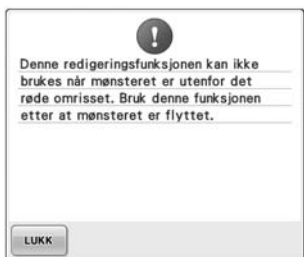 Denne redigeringsfunksjonen kan ikke
brukes når mønsteret er utenfor det
røde omrisset. Bruk denne funksjonen
etter at mønsteret er flyttet.
LUKK